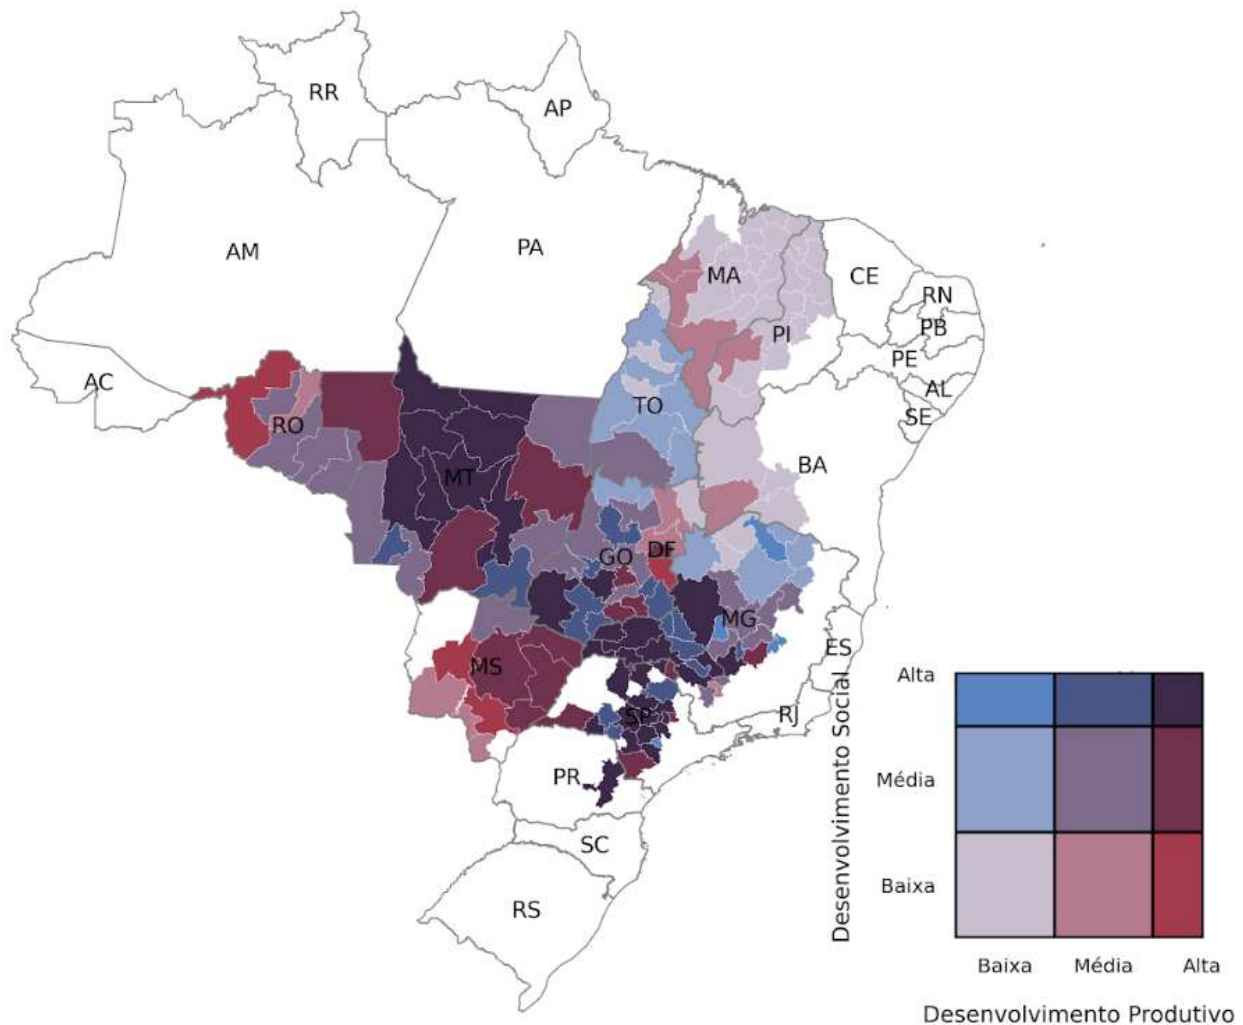 RR
AP
AM
PA
MA
CE
RN
PB
PI
PE
AC
AL
SE
TO
RO
BA
MT
GO
DF
MG
ES
MS
SP
RJ
PR
SC
RS
Desenvolvimento Social
Alta
Média
Baixa
Baixa Média Alta
Desenvolvimento Produtivo